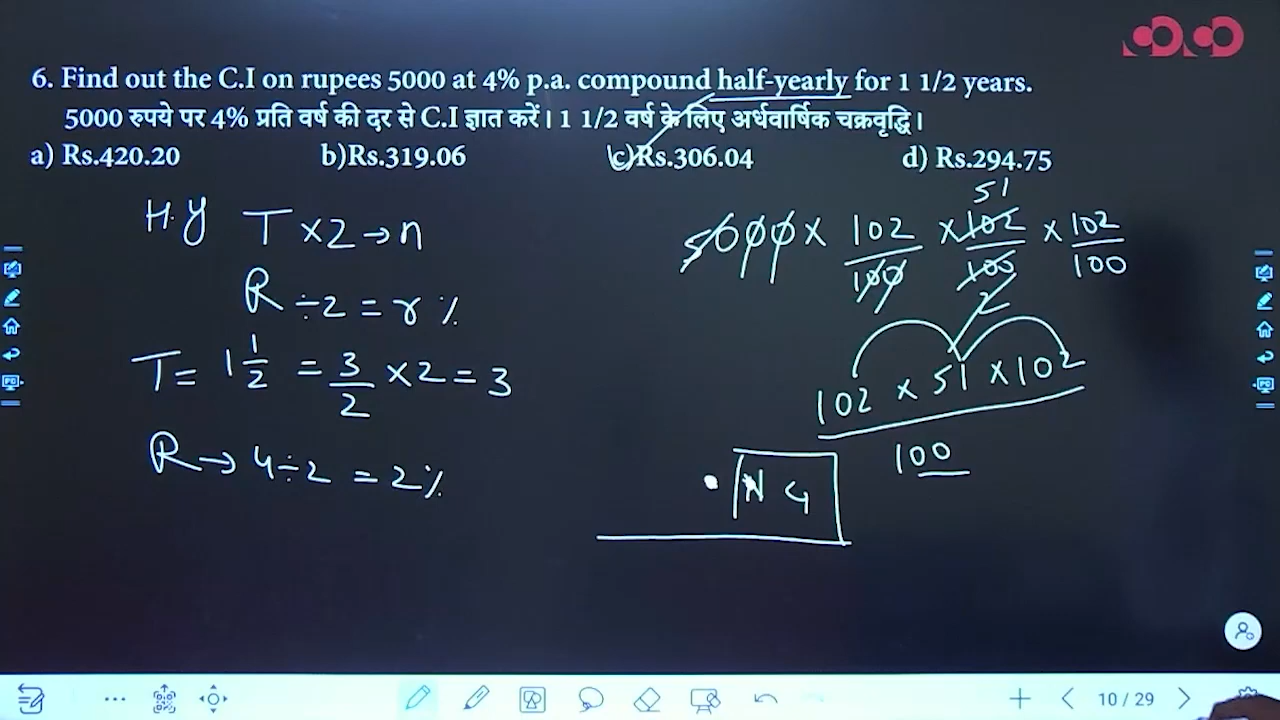 6. Find out the C.I on rupees 5000 at 4% p.a. compound half-yearly for 1 1/2 years.
5000 रुपये पर 4% प्रति वर्ष की दर से C.I ज्ञात करें। 1 1/2 वर्ष के लिए अर्धवार्षिक चक्रवृद्धि।
a) Rs.420.20 b)Rs.319.06 c)Rs.306.04 d) Rs.294.75
H.Y T×2→n
R÷2=r%
T= 1 1/2 = 3/2 ×2=3
R→4÷2=2%
51
5000× 102/100 ×102/100 ×102/100
2
102×51×102
100
4
10 / 29